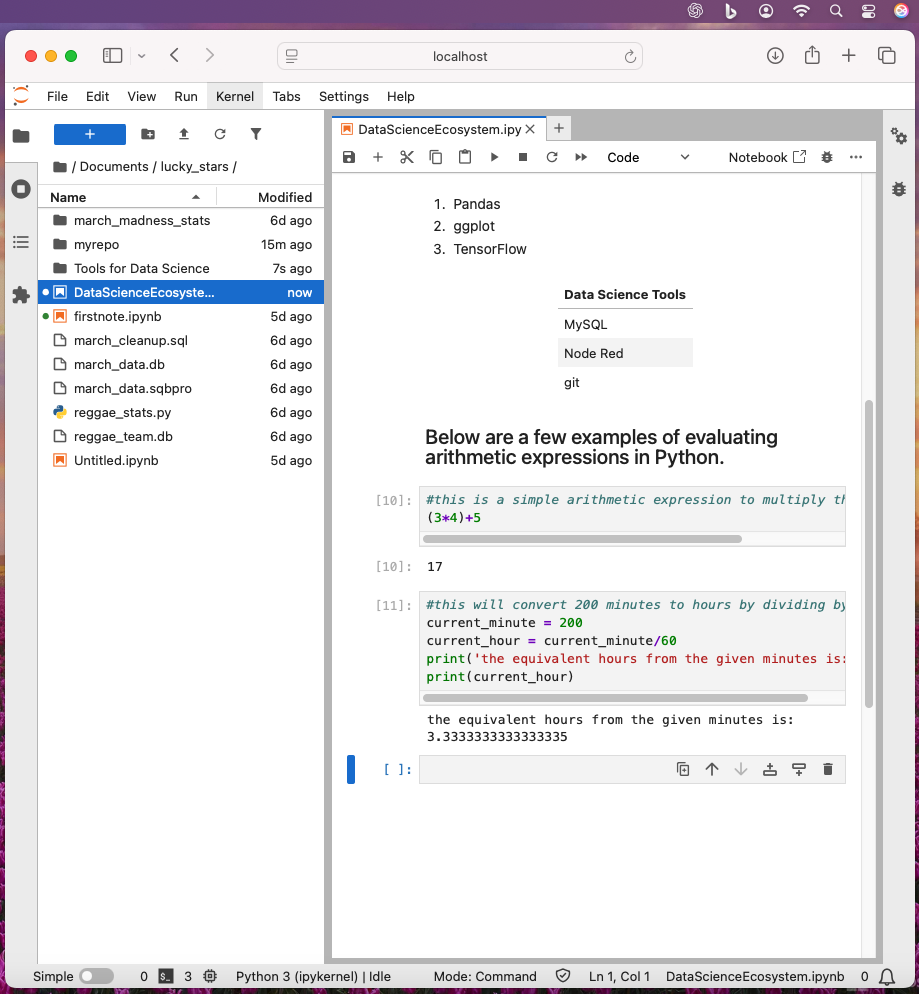 localhost
File Edit View Run Kernel Tabs Settings Help
/ Documents / lucky_stars /
Name Modified
march_madness_stats 6d ago
myrepo 15m ago
Tools for Data Science 7s ago
DataScienceEcosyste... now
firstnote.ipynb 5d ago
march_cleanup.sql 6d ago
march_data.db 6d ago
march_data.sqbpro 6d ago
reggae_stats.py 6d ago
reggae_team.db 6d ago
Untitled.ipynb 5d ago
DataScienceEcosystem.ipy
Code Notebook
1. Pandas
2. ggplot
3. TensorFlow
Data Science Tools
MySQL
Node Red
git
Below are a few examples of evaluating
arithmetic expressions in Python.
[10]: #this is a simple arithmetic expression to multiply th
(3*4)+5
[10]: 17
[11]: #this will convert 200 minutes to hours by dividing by
current_minute = 200
current_hour = current_minute/60
print('the equivalent hours from the given minutes is:
print(current_hour)
the equivalent hours from the given minutes is:
3.3333333333333335
[ ]:
Simple 0 $_ 3 Python 3 (ipykernel) | Idle Mode: Command Ln 1, Col 1 DataScienceEcosystem.ipynb 0